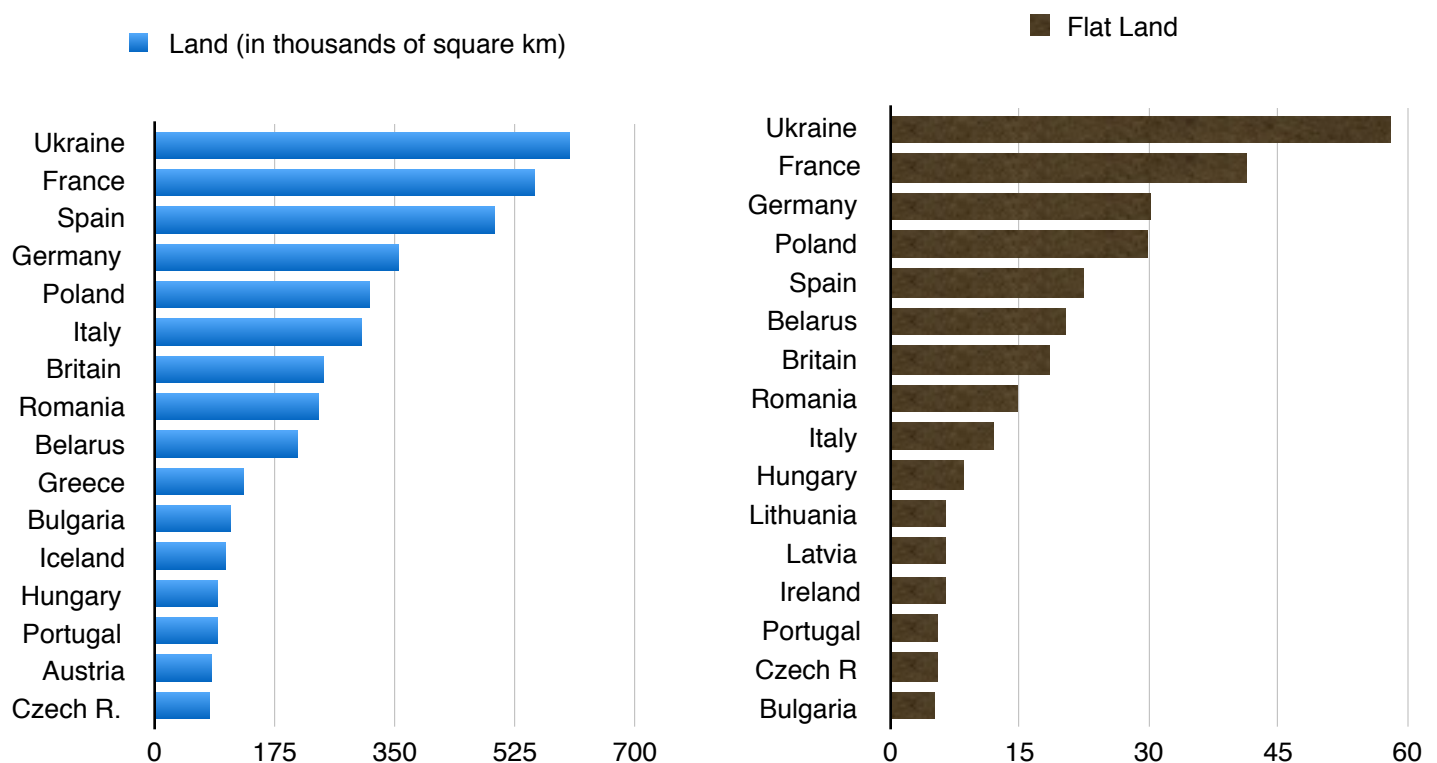 Land (in thousands of square km)
Ukraine
France
Spain
Germany
Poland
Italy
Britain
Romania
Belarus
Greece
Bulgaria
Iceland
Hungary
Portugal
Austria
Czech R.
0 175 350 525 700
Flat Land
Ukraine
France
Germany
Poland
Spain
Belarus
Britain
Romania
Italy
Hungary
Lithuania
Latvia
Ireland
Portugal
Czech R
Bulgaria
0 15 30 45 60